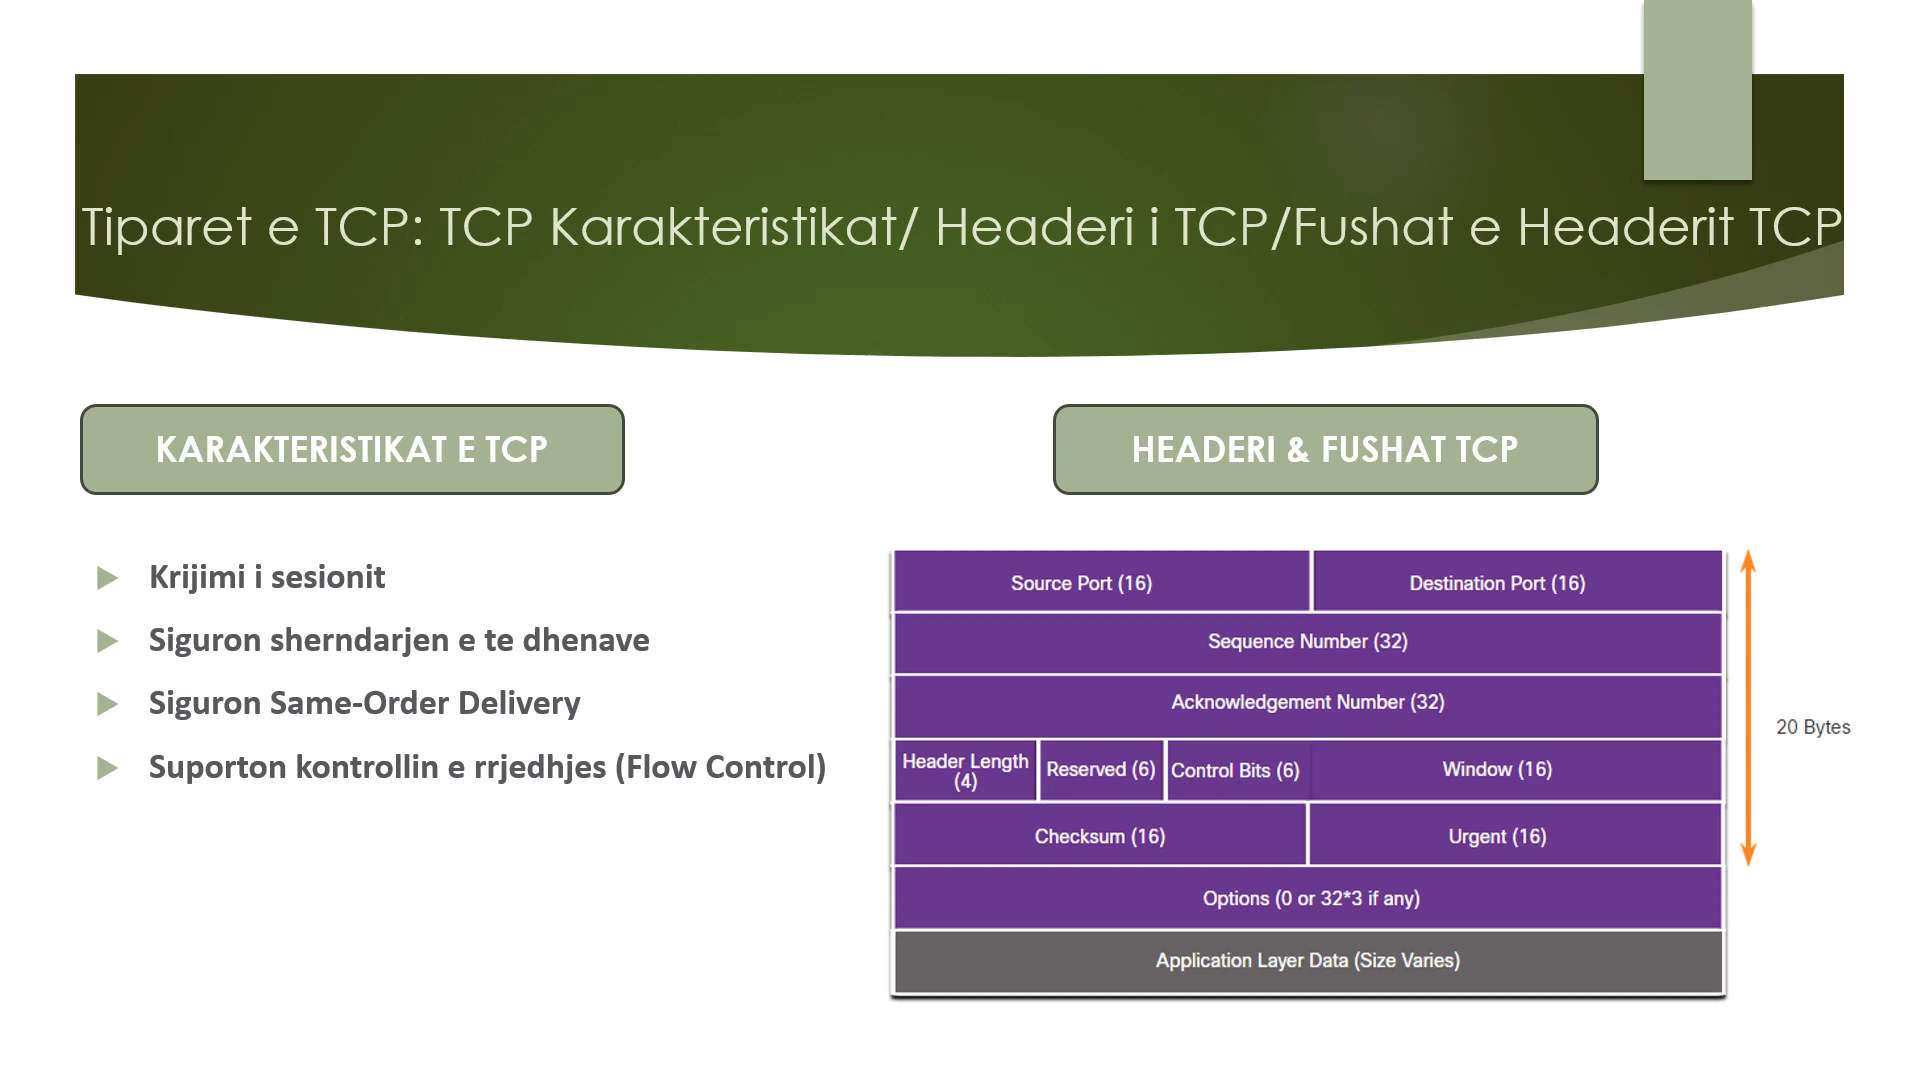 Tiparet e TCP: TCP Karakteristikat/ Headeri i TCP/Fushat e Headerit TCP
KARAKTERISTIKAT E TCP
Krijimi i sesionit
Siguron sherndarjen e te dhenave
Siguron Same-Order Delivery
Suporton kontrollin e rrjedhjes (Flow Control)
HEADERI & FUSHAT TCP
Source Port (16)
Destination Port (16)
Sequence Number (32)
Acknowledgement Number (32)
Header Length
(4)
Reserved (6)
Control Bits (6)
Window (16)
Checksum (16)
Urgent (16)
Options (0 or 32*3 if any)
Application Layer Data (Size Varies)
20 Bytes